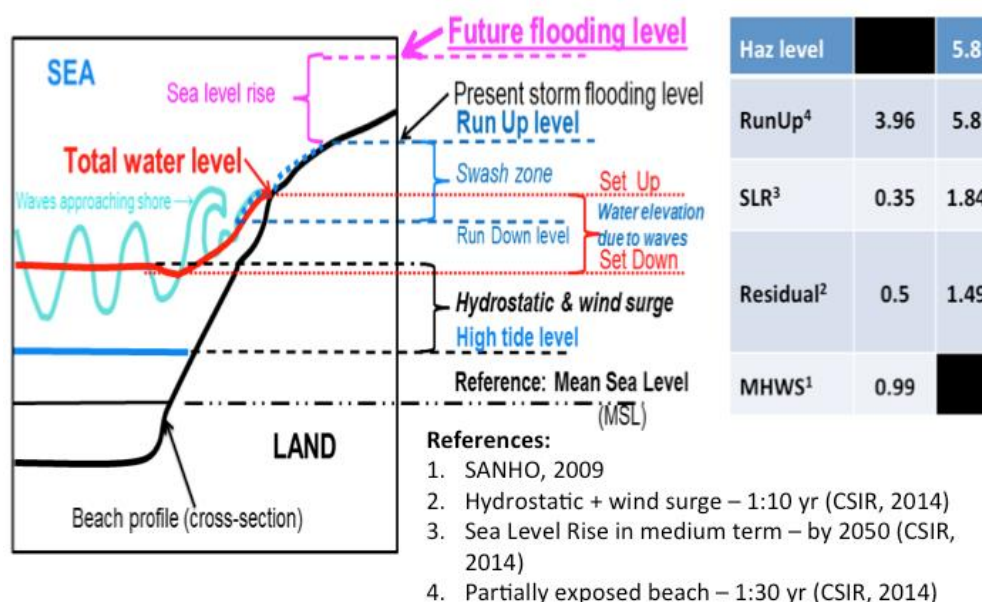 Future flooding level
SEA
Sea level rise
Present storm flooding level
Run Up level
Total water level
Swash zone
Set Up
Waves approaching shore
Water elevation
due to waves
Run Down level
Set Down
Hydrostatic & wind surge
High tide level
Reference: Mean Sea Level
(MSL)
LAND
Beach profile (cross-section)
Haz level 5.8
RunUp4 3.96 5.8
SLR3 0.35 1.84
Residual2 0.5 1.49
MHWS1 0.99
References:
1. SANHO, 2009
2. Hydrostatic + wind surge – 1:10 yr (CSIR, 2014)
3. Sea Level Rise in medium term – by 2050 (CSIR,
2014)
4. Partially exposed beach – 1:30 yr (CSIR, 2014)